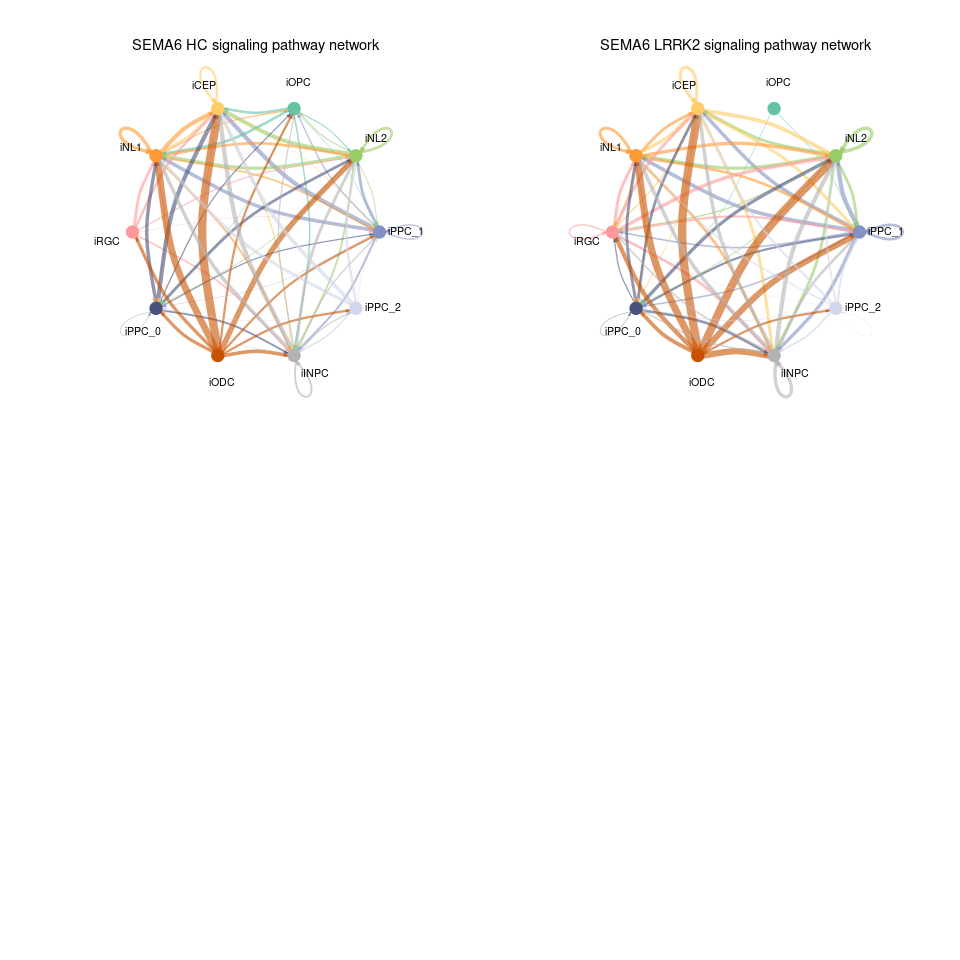 SEMA6 HC signaling pathway network
iCEP
iOPC
iNL1
iNL2
iRGC
iPPC_1
iPPC_0
iPPC_2
iODC
iINPC
SEMA6 LRRK2 signaling pathway network
iCEP
iOPC
iNL1
iNL2
iRGC
iPPC_1
iPPC_0
iPPC_2
iODC
iINPC